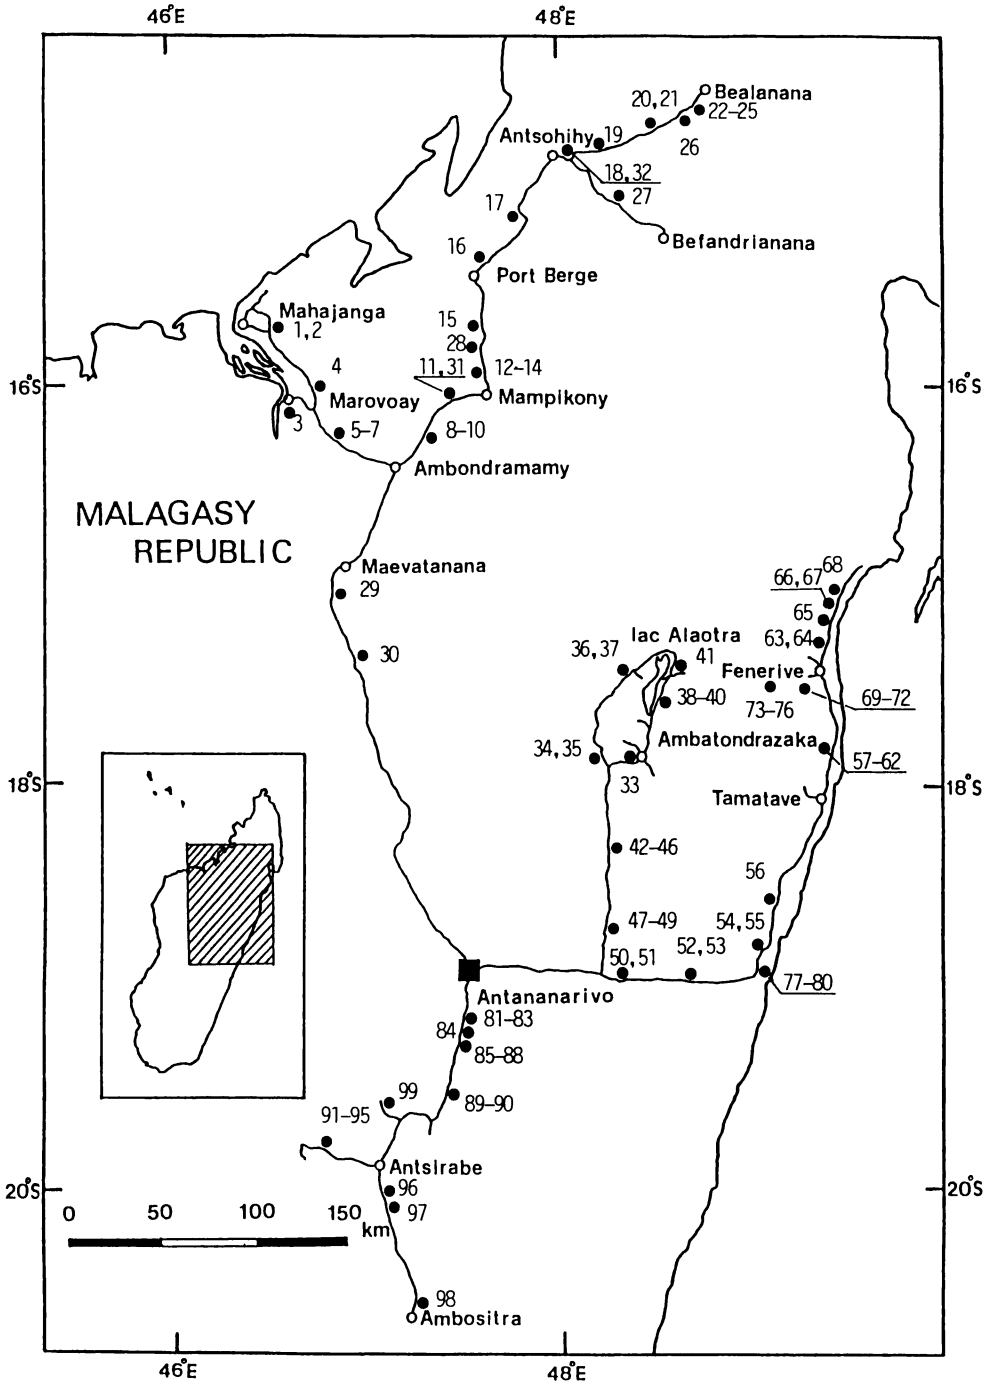 46°E
48°E
Bealanana
20,21
22–25
Antsohihy
19
26
18,32
27
17
Befandrianana
16
Port Berge
Mahajanga
1,2
15
28
4
11,31
12–14
16°S
16°S
Marovoay
Mampikony
3
5–7
8–10
Ambondramamy
MALAGASY
REPUBLIC
Maevatanana
29
68
66,67
65
lac Alaotra
63,64
36,37
41
30
Fenerive
38–40
73–76
69–72
Ambatondrazaka
34,35
33
57–62
18°S
18°S
Tamatave
42–46
56
47–49
54,55
50,51
52,53
77–80
Antananarivo
81–83
84
85–88
99
89–90
91–95
Antsirabe
96
20°S
20°S
97
0
50
100
150
km
98
Ambositra
46°E
48°E